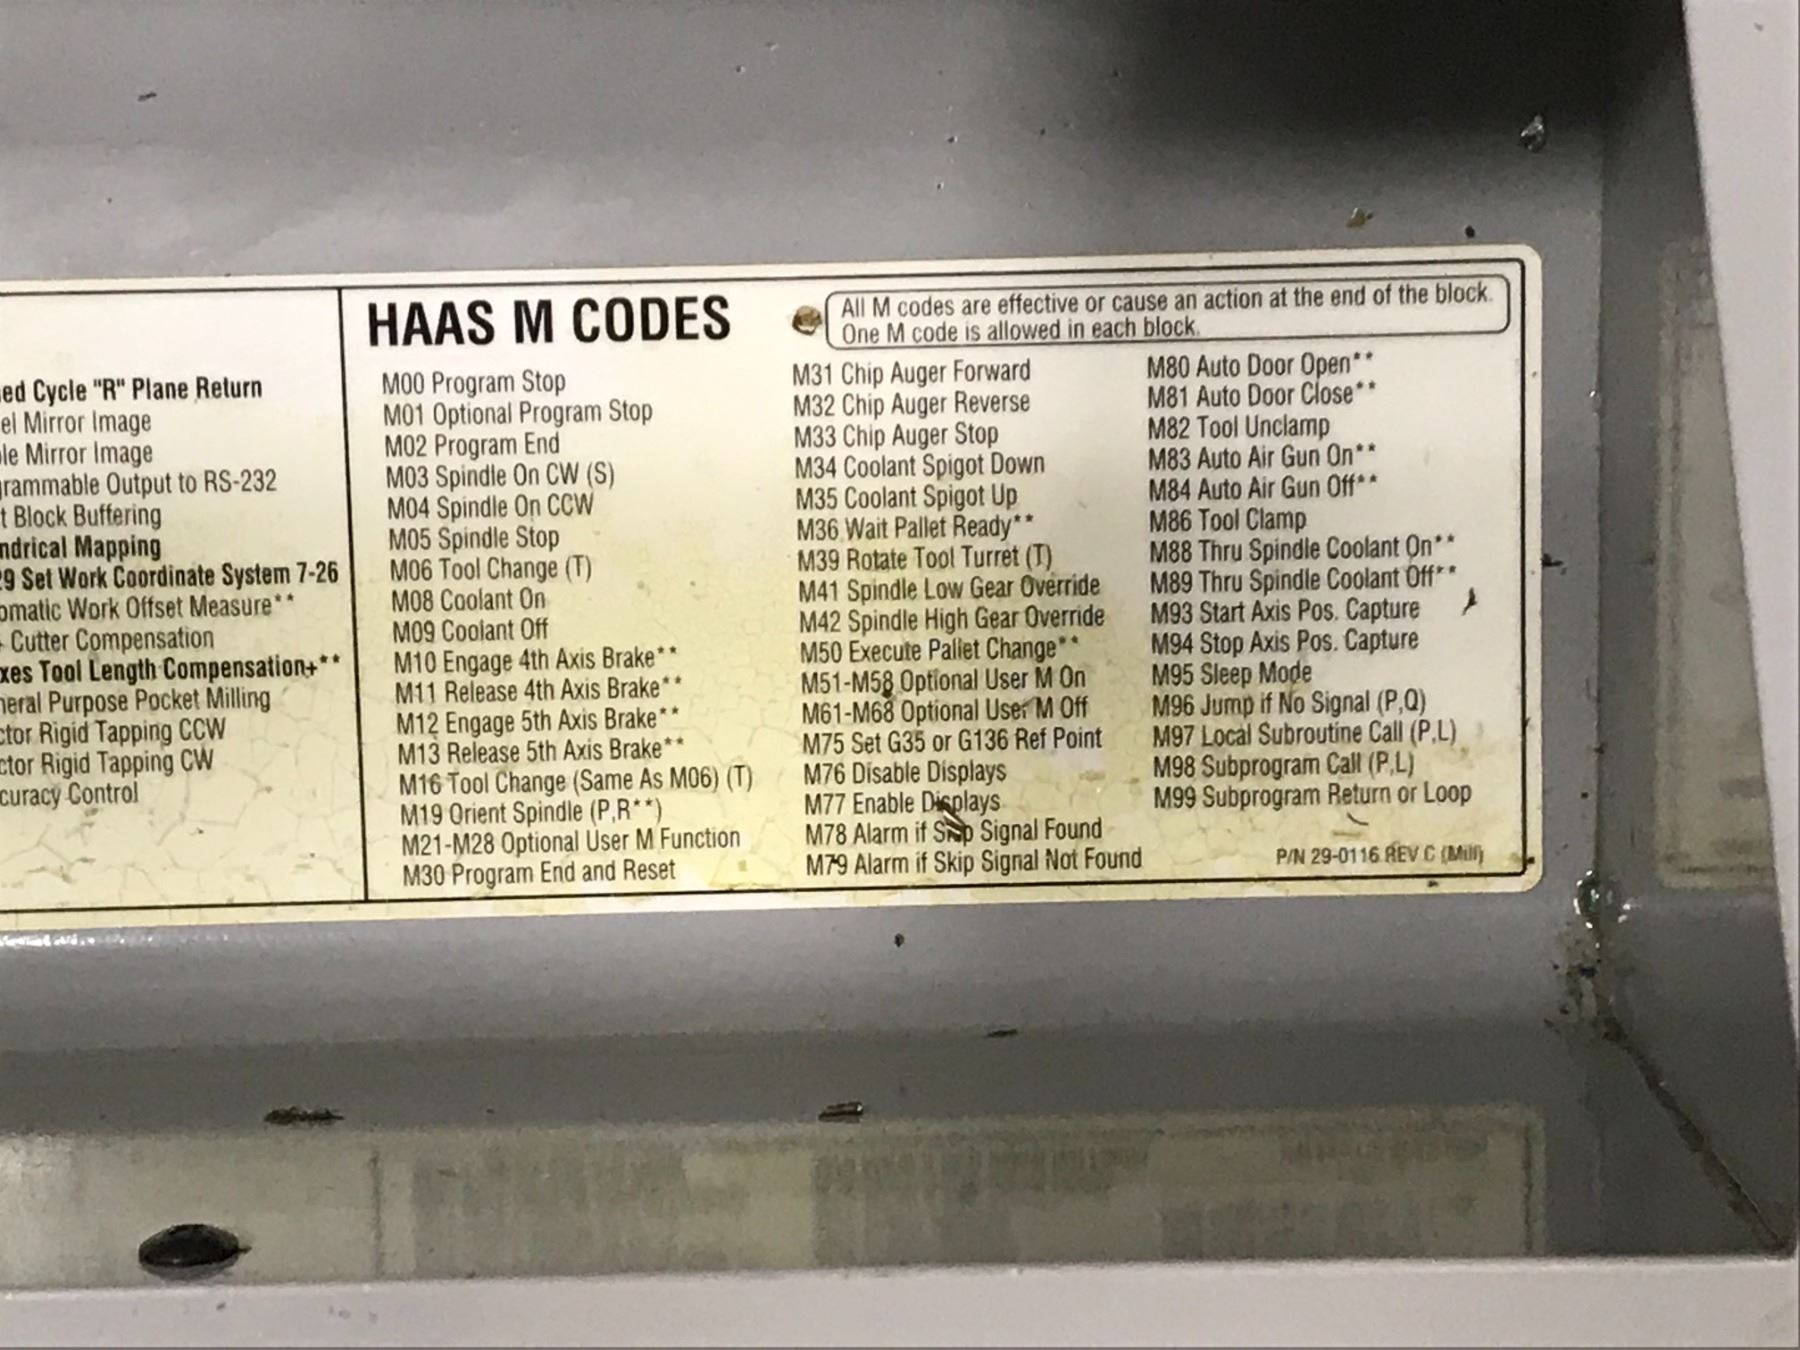 ed Cycle "R" Plane Return
el Mirror Image
le Mirror Image
grammable Output to RS-232
t Block Buffering
ndrical Mapping
29 Set Work Coordinate System 7-26
omatic Work Offset Measure**
Cutter Compensation
xes Tool Length Compensation+**
neral Purpose Pocket Milling
ctor Rigid Tapping CCW
ctor Rigid Tapping CW
curacy Control
HAAS M CODES
All M codes are effective or cause an action at the end of the block.
One M code is allowed in each block.
M00 Program Stop
M01 Optional Program Stop
M02 Program End
M03 Spindle On CW (S)
M04 Spindle On CCW
M05 Spindle Stop
M06 Tool Change (T)
M08 Coolant On
M09 Coolant Off
M10 Engage 4th Axis Brake**
M11 Release 4th Axis Brake**
M12 Engage 5th Axis Brake**
M13 Release 5th Axis Brake**
M16 Tool Change (Same As M06) (T)
M19 Orient Spindle (P,R**)
M21-M28 Optional User M Function
M30 Program End and Reset
M31 Chip Auger Forward
M32 Chip Auger Reverse
M33 Chip Auger Stop
M34 Coolant Spigot Down
M35 Coolant Spigot Up
M36 Wait Pallet Ready**
M39 Rotate Tool Turret (T)
M41 Spindle Low Gear Override
M42 Spindle High Gear Override
M50 Execute Pallet Change**
M51-M58 Optional User M On
M61-M68 Optional User M Off
M75 Set G35 or G136 Ref Point
M76 Disable Displays
M77 Enable Displays
M78 Alarm if Skip Signal Found
M79 Alarm if Skip Signal Not Found
M80 Auto Door Open**
M81 Auto Door Close**
M82 Tool Unclamp
M83 Auto Air Gun On**
M84 Auto Air Gun Off**
M86 Tool Clamp
M88 Thru Spindle Coolant On**
M89 Thru Spindle Coolant Off**
M93 Start Axis Pos. Capture
M94 Stop Axis Pos. Capture
M95 Sleep Mode
M96 Jump if No Signal (P,Q)
M97 Local Subroutine Call (P,L)
M98 Subprogram Call (P,L)
M99 Subprogram Return or Loop
P/N 29-0116 REV C (Mill)